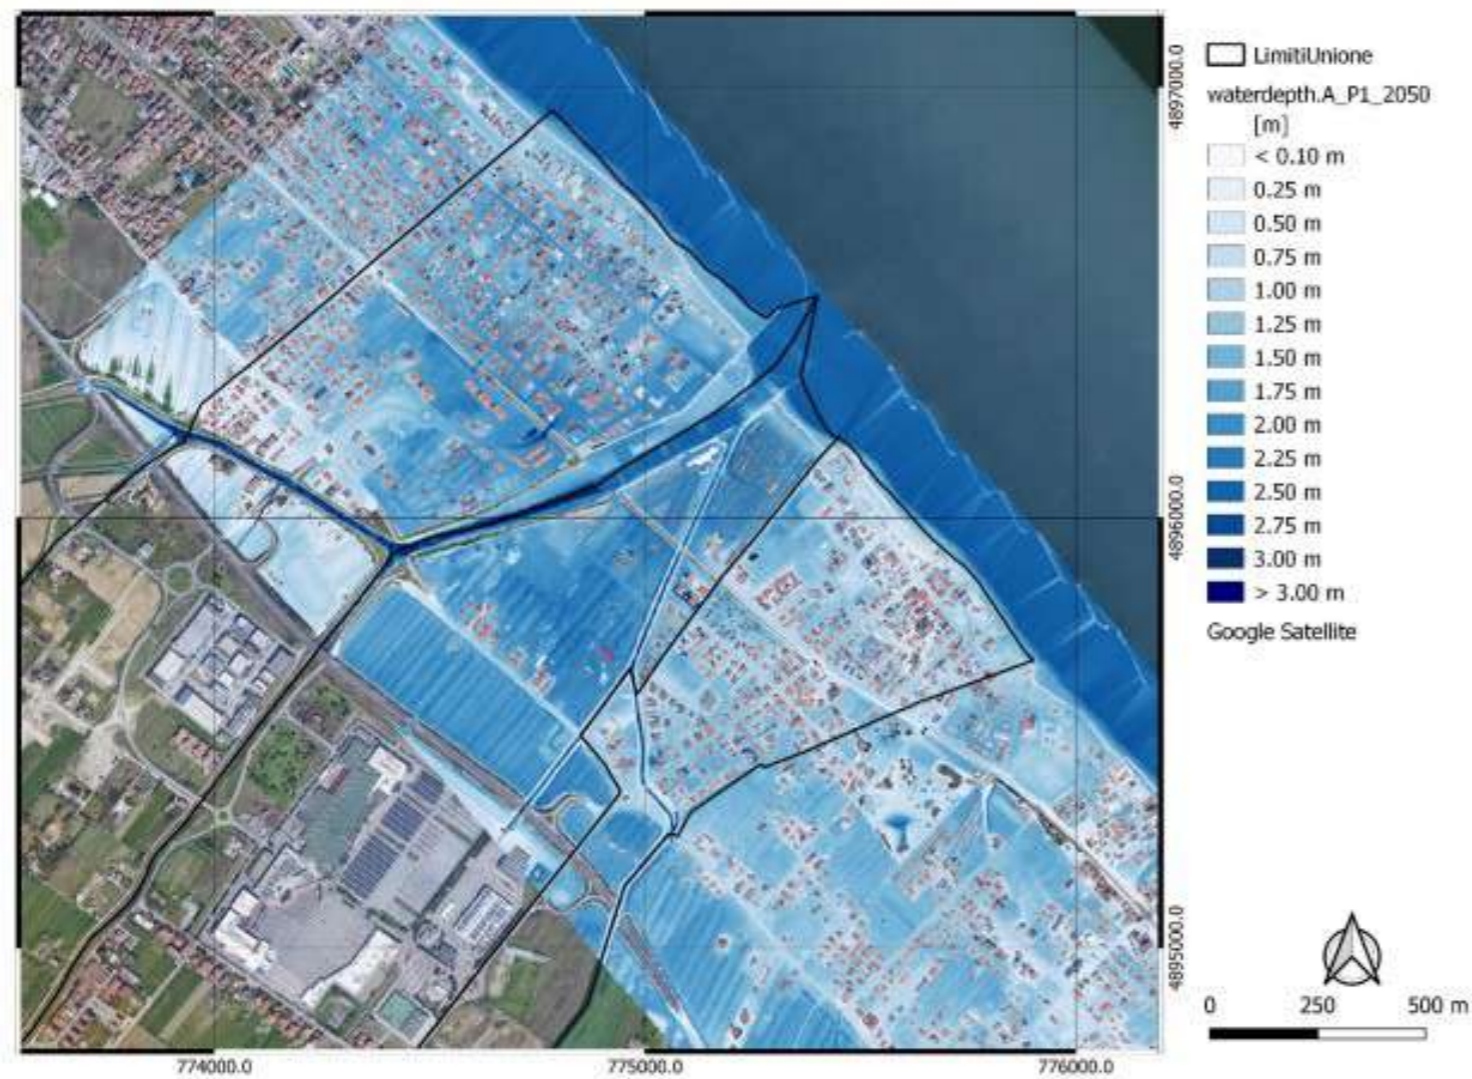 LimitiUnione
waterdepth.A_P1_2050
[m]
< 0.10 m
0.25 m
0.50 m
0.75 m
1.00 m
1.25 m
1.50 m
1.75 m
2.00 m
2.25 m
2.50 m
2.75 m
3.00 m
> 3.00 m
Google Satellite
4897000.0
4896000.0
4895000.0
0 250 500 m
774000.0 775000.0 776000.0